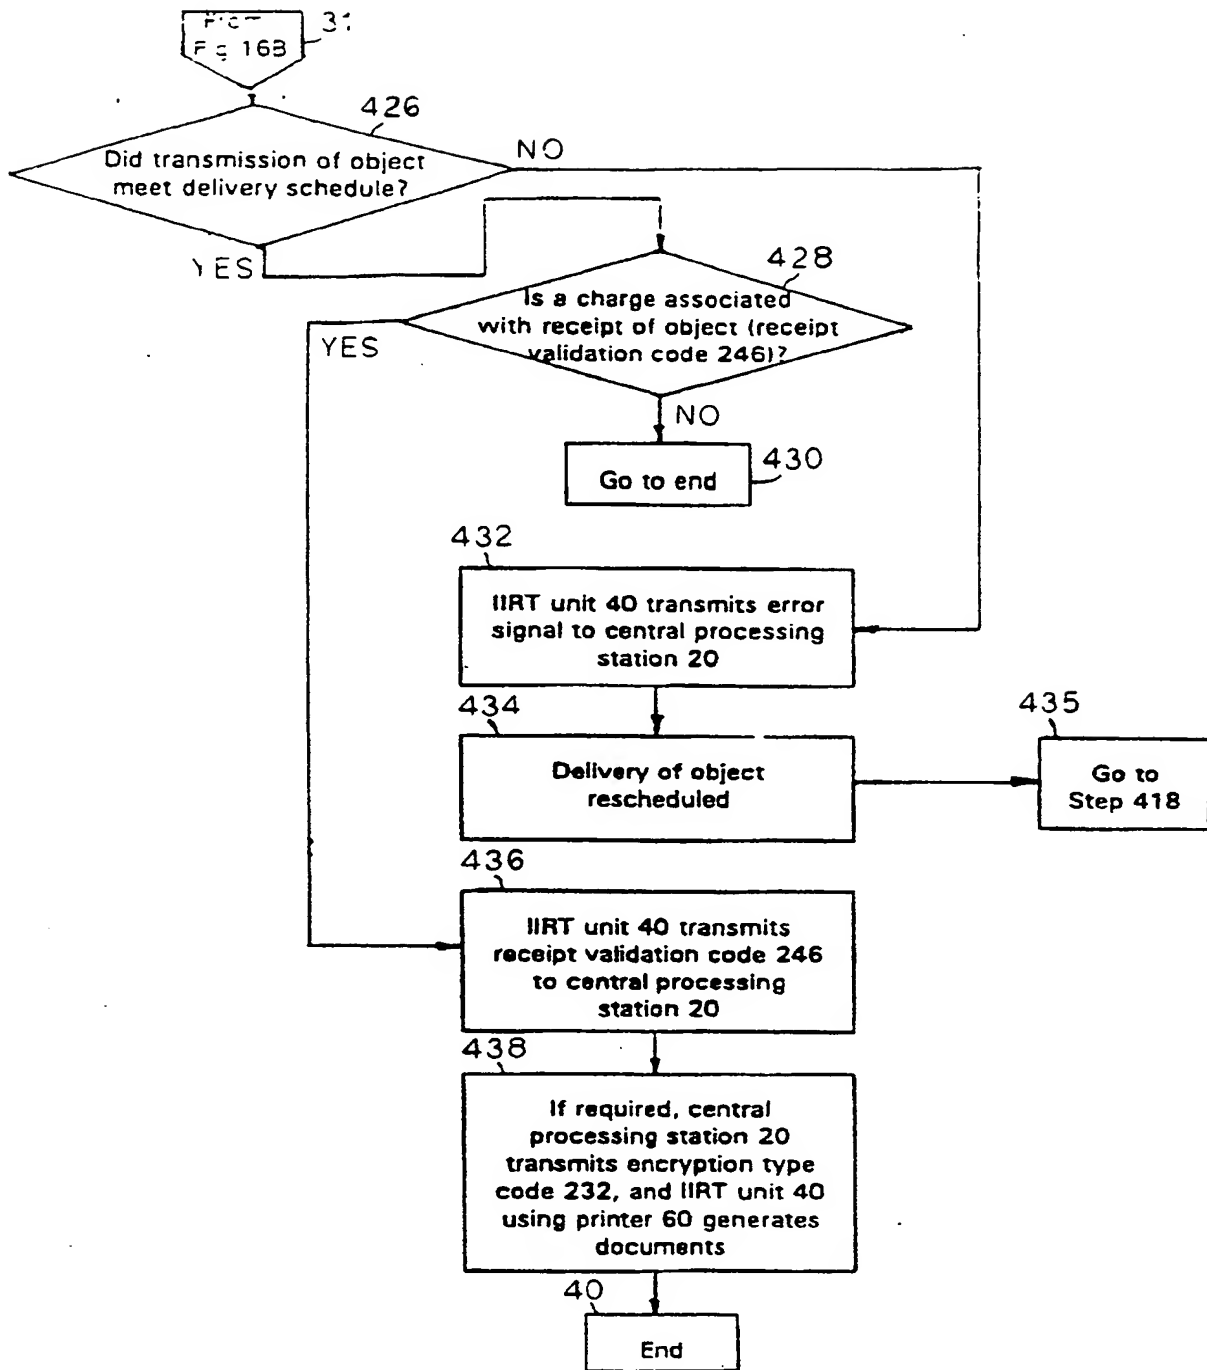 From
Fig 16B
31
426
Did transmission of object
meet delivery schedule?
NO
YES
428
Is a charge associated
with receipt of object (receipt
validation code 246)?
YES
NO
Go to end
430
432
IIRT unit 40 transmits error
signal to central processing
station 20
434
Delivery of object
rescheduled
435
Go to
Step 418
436
IIRT unit 40 transmits
receipt validation code 246
to central processing
station 20
438
If required, central
processing station 20
transmits encryption type
code 232, and IIRT unit 40
using printer 60 generates
documents
40
End